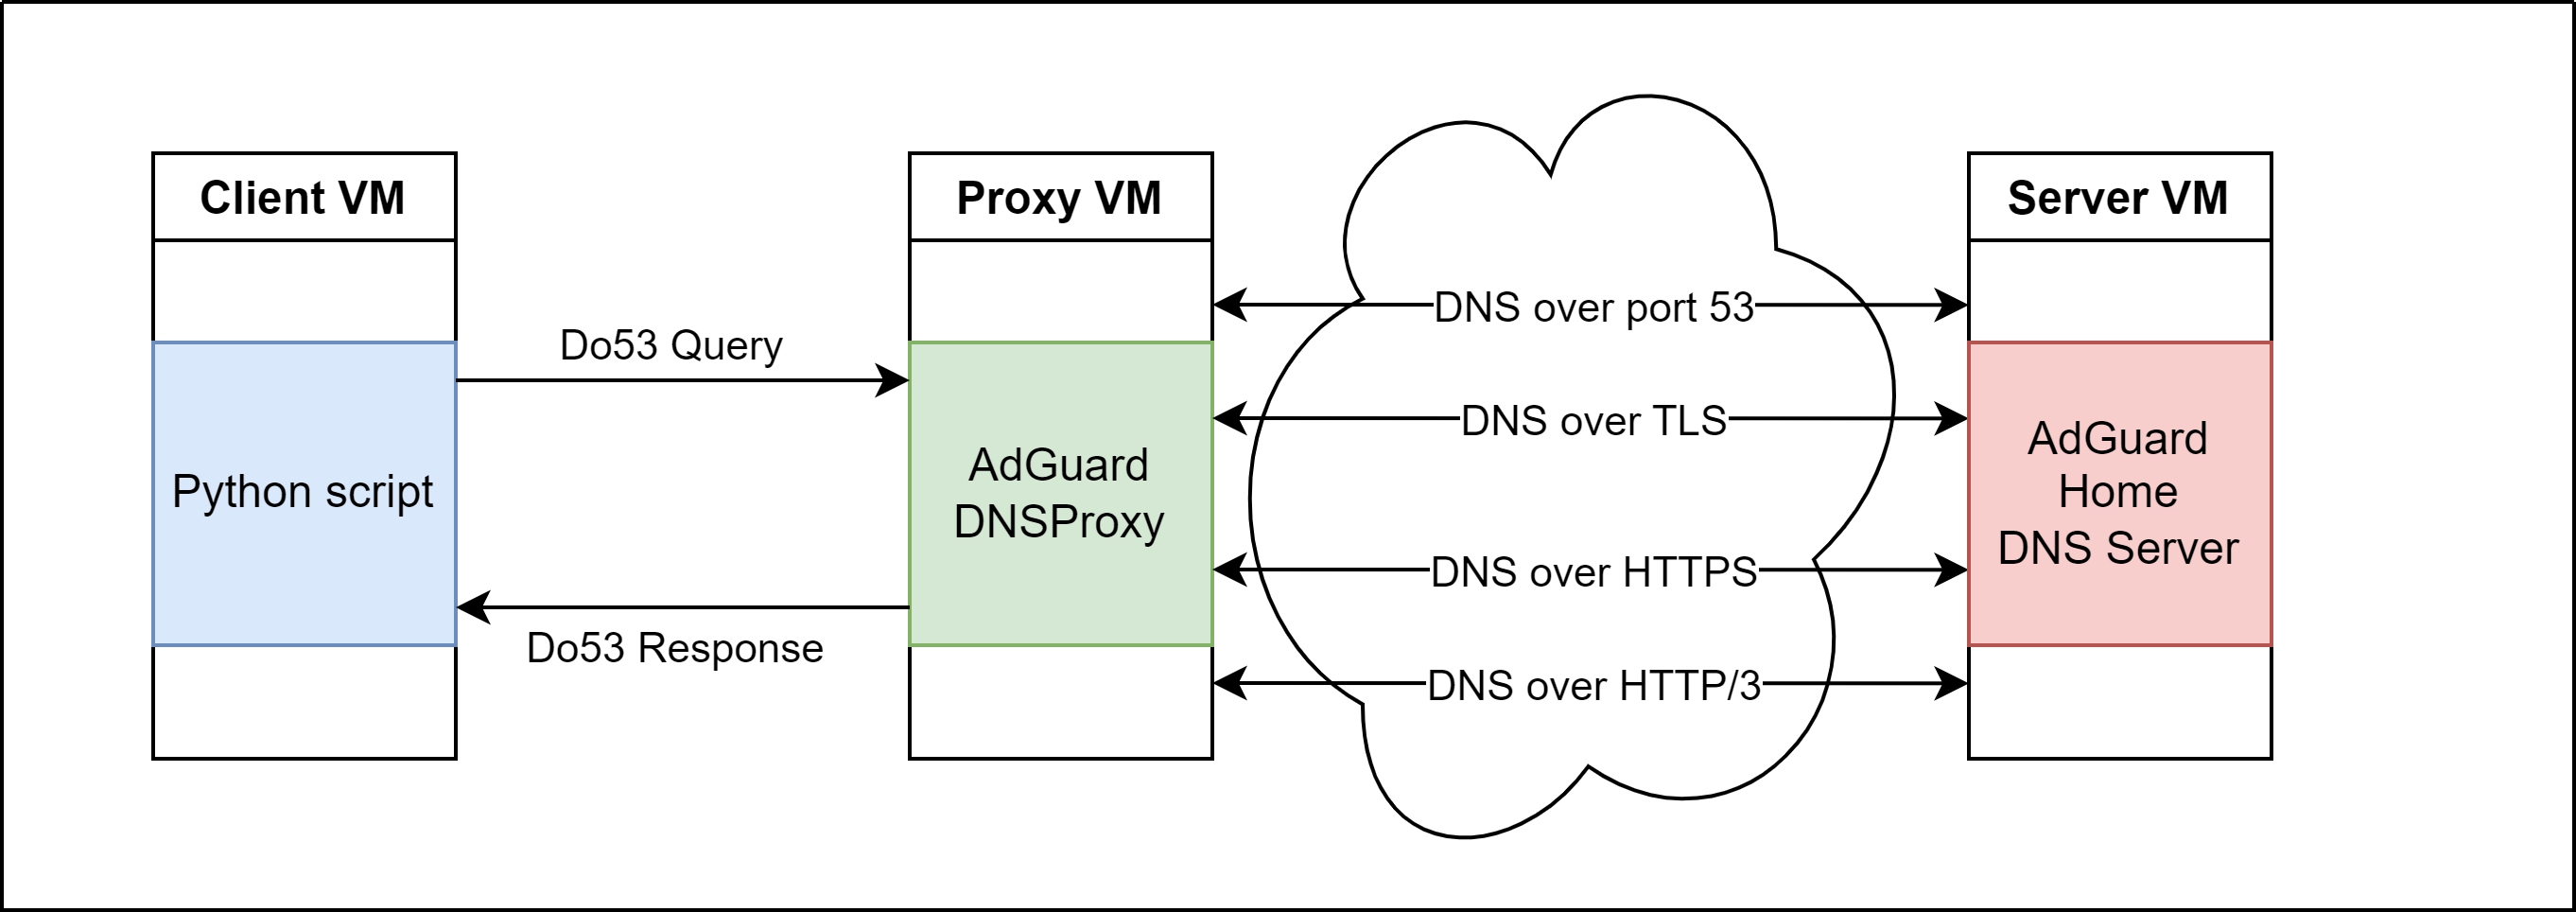 Client VM
Python script
Do53 Query
Do53 Response
Proxy VM
AdGuard
DNSProxy
DNS over port 53
DNS over TLS
DNS over HTTPS
DNS over HTTP/3
Server VM
AdGuard
Home
DNS Server